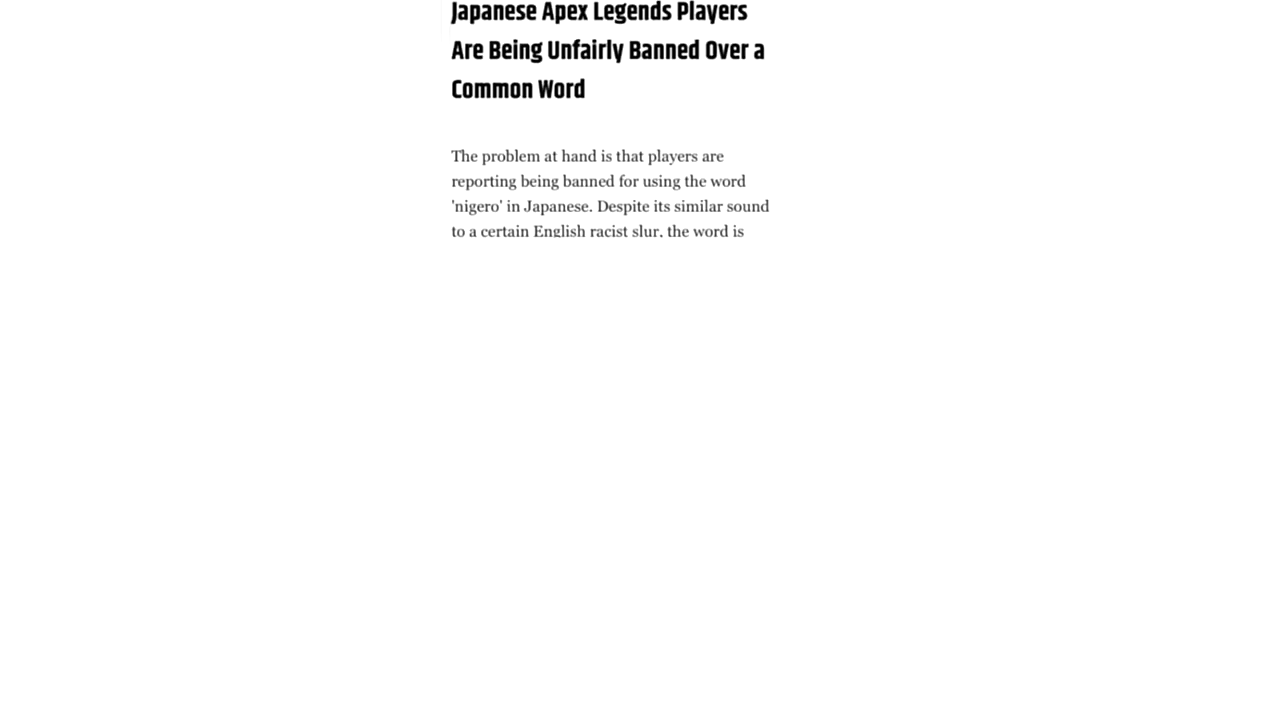 Japanese Apex Legends Players
Are Being Unfairly Banned Over a
Common Word
The problem at hand is that players are
reporting being banned for using the word
'nigero' in Japanese. Despite its similar sound
to a certain English racist slur, the word is